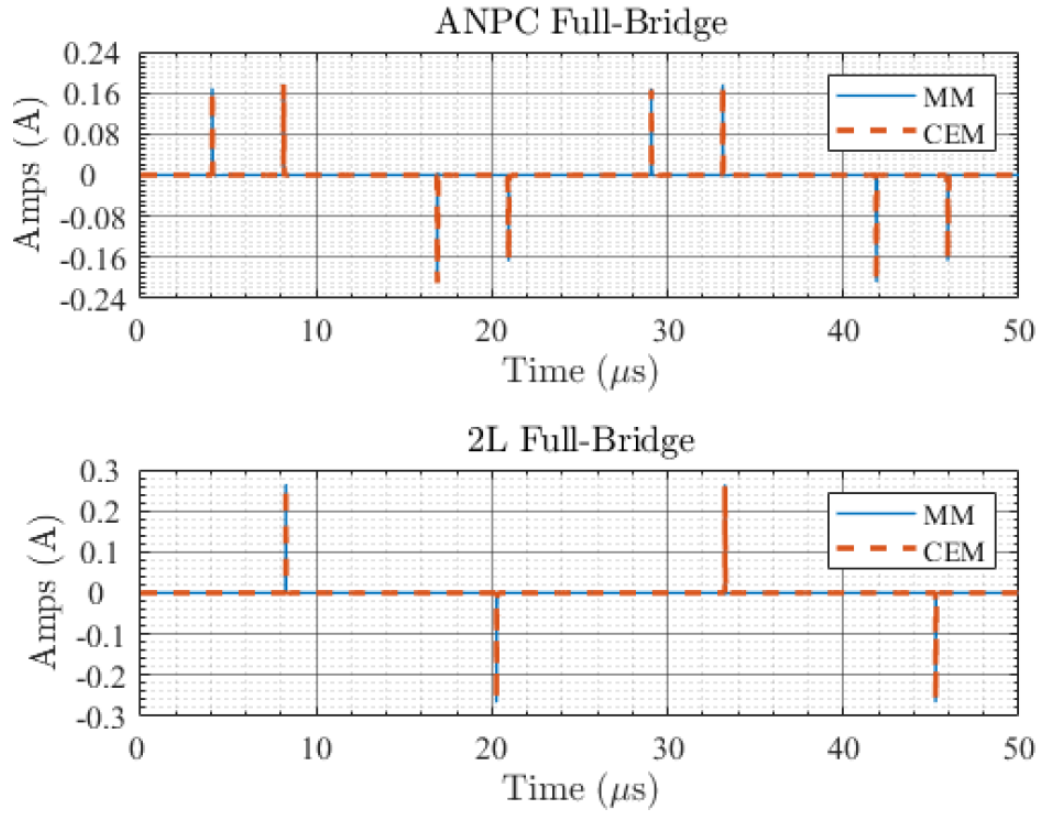 ANPC Full-Bridge
0.24
0.16
0.08
0
-0.08
-0.16
-0.24
Amps (A)
MM
CEM
0 10 20 30 40 50
Time (μs)
2L Full-Bridge
0.3
0.2
0.1
0
-0.1
-0.2
-0.3
Amps (A)
MM
CEM
0 10 20 30 40 50
Time (μs)